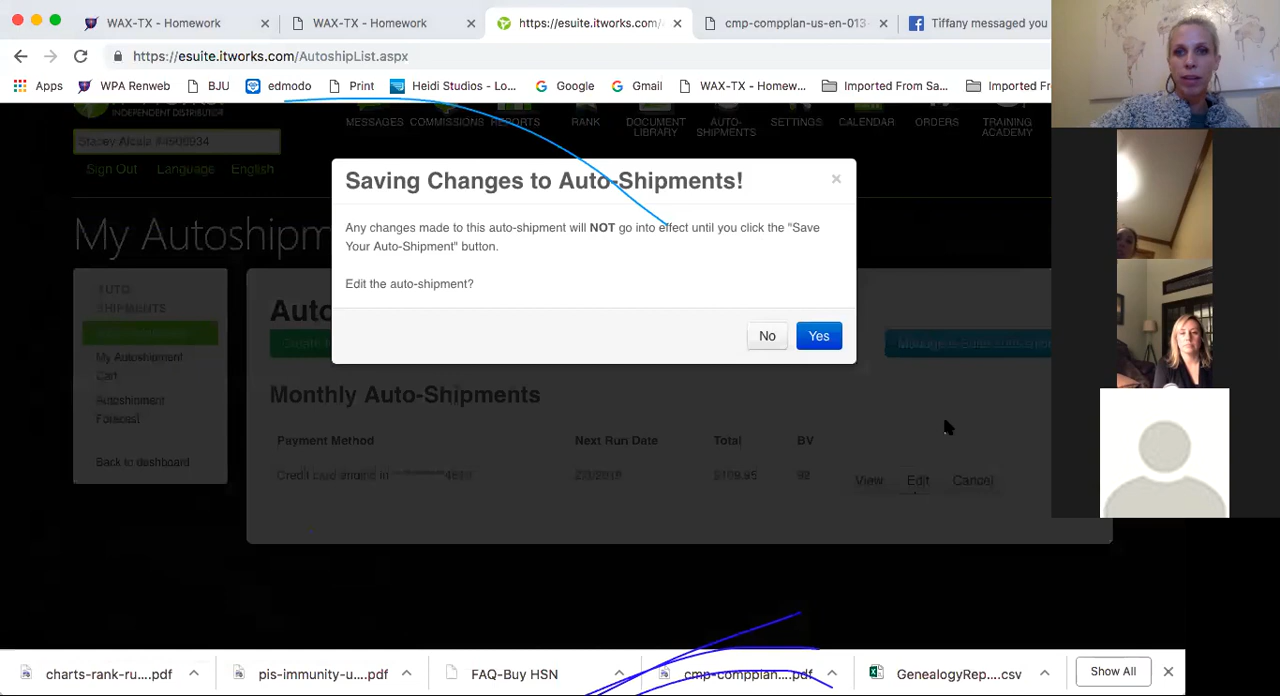 WAX-TX - Homework
WAX-TX - Homework
https://esuite.itworks.com/
cmp-compplan-us-en-013-
Tiffany messaged you
https://esuite.itworks.com/AutoshipList.aspx
Apps WPA Renweb BJU edmodo Print Heidi Studios - Lo... Google Gmail WAX-TX - Homew... Imported From Sa... Imported Fr
INDEPENDENT DISTRIBUTOR
MESSAGES COMMISSIONS REPORTS RANK DOCUMENT LIBRARY AUTO-SHIPMENTS SETTINGS CALENDAR ORDERS TRAINING ACADEMY
Sign Out Language English
My Autoshipm
AUTO
SHIPMENTS
My Autoshipment
Cart
Autoshipment
Forecast
Back to dashboard
Saving Changes to Auto-Shipments!
Any changes made to this auto-shipment will NOT go into effect until you click the "Save
Your Auto-Shipment" button.
Edit the auto-shipment?
No Yes
Monthly Auto-Shipments
Payment Method Next Run Date Total BV
View Edit Cancel
charts-rank-ru....pdf pis-immunity-u....pdf FAQ-Buy HSN cmp-compplan....pdf GenealogyRep....csv Show All